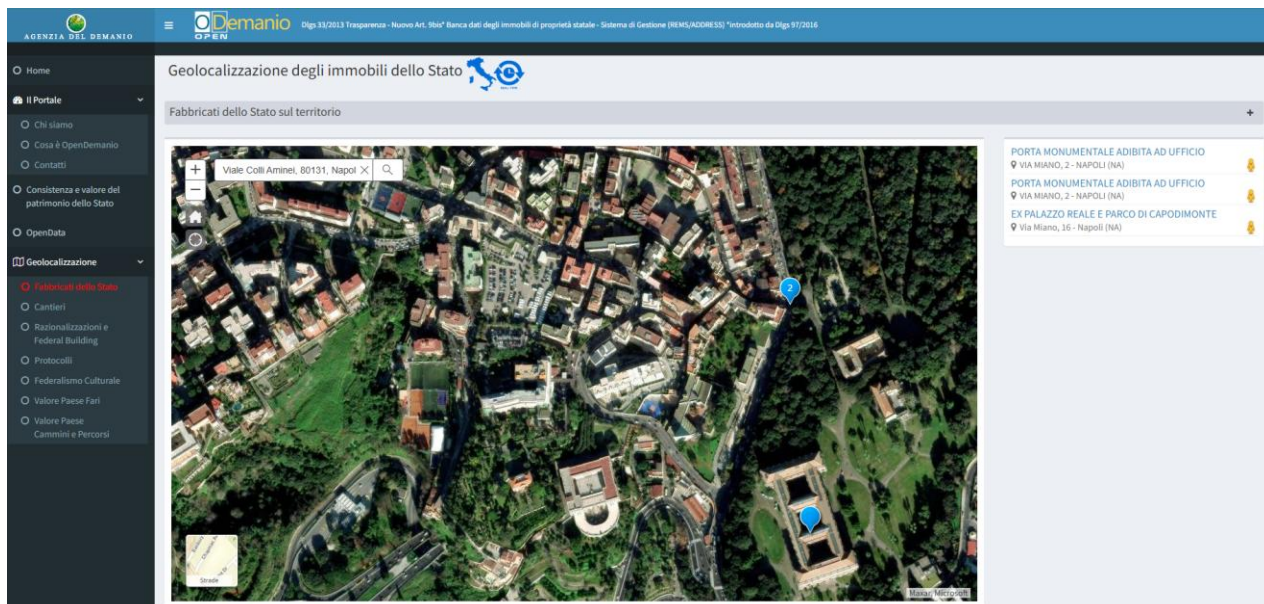 AGENZIA DEL DEMANIO
≡
ODemanio
OPEN
Dlgs 33/2013 Trasparenza - Nuovo Art. 9bis" Banca dati degli immobili di proprietà statale - Sistema di Gestione (REMS/ADDRESS) "introdotto da Dlgs 97/2016
Home
Il Portale
Chi siamo
Cosa è OpenDemanio
Contatti
Consistenza e valore del
patrimonio dello Stato
OpenData
Geolocalizzazione
Fabbricati dello Stato
Cantieri
Razionalizzazioni e
Federal Building
Protocolli
Federalismo Culturale
Valore Paese Fari
Valore Paese
Cammini e Percorsi
Geolocalizzazione degli immobili dello Stato
Fabbricati dello Stato sul territorio
+
+
Viale Colli Aminei, 80131, Napol
−
2
Strade
Maxar, Microsoft
PORTA MONUMENTALE ADIBITA AD UFFICIO
VIA MIANO, 2 - NAPOLI (NA)
PORTA MONUMENTALE ADIBITA AD UFFICIO
VIA MIANO, 2 - NAPOLI (NA)
EX PALAZZO REALE E PARCO DI CAPODIMONTE
Via Miano, 16 - Napoli (NA)